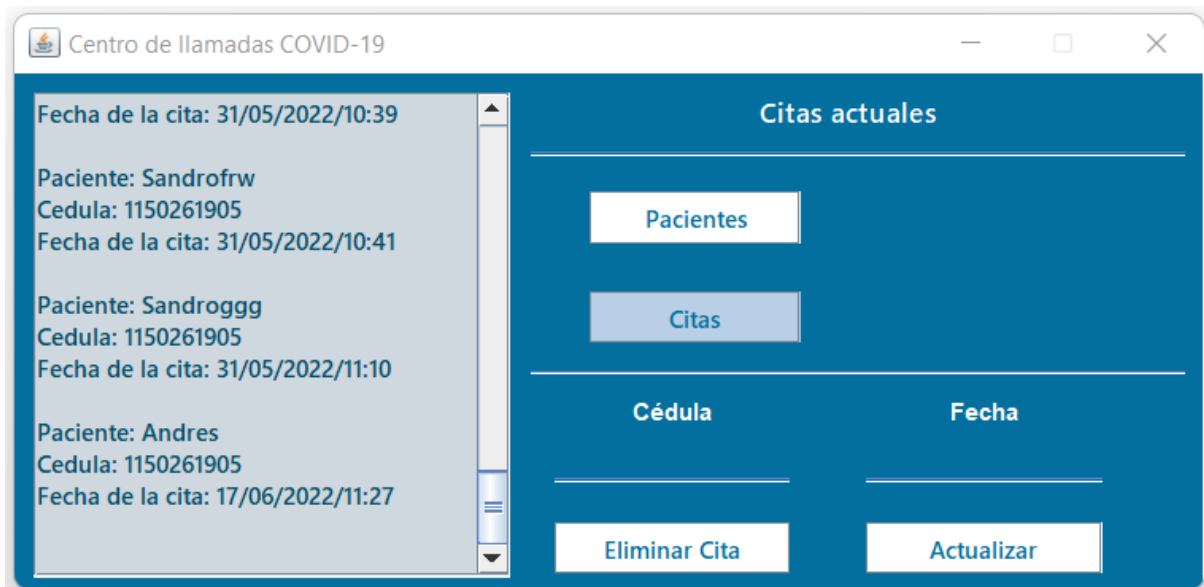 Centro de llamadas COVID-19
Fecha de la cita: 31/05/2022/10:39
Paciente: Sandrofrw
Cedula: 1150261905
Fecha de la cita: 31/05/2022/10:41
Paciente: Sandroggg
Cedula: 1150261905
Fecha de la cita: 31/05/2022/11:10
Paciente: Andres
Cedula: 1150261905
Fecha de la cita: 17/06/2022/11:27
Citas actuales
Pacientes
Citas
Cédula
Fecha
Eliminar Cita
Actualizar